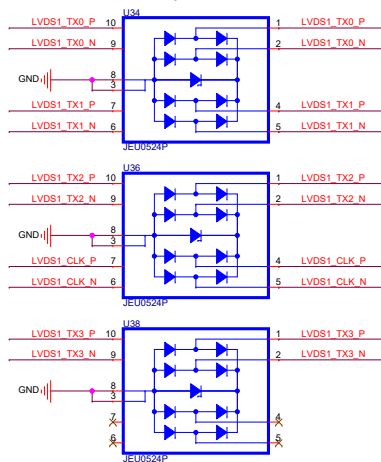 U34
LVDS1_TX0_P 10 1 LVDS1_TX0_P
LVDS1_TX0_N 9 2 LVDS1_TX0_N
GND 8
3
LVDS1_TX1_P 7 4 LVDS1_TX1_P
LVDS1_TX1_N 6 5 LVDS1_TX1_N
JEU0524P
U36
LVDS1_TX2_P 10 1 LVDS1_TX2_P
LVDS1_TX2_N 9 2 LVDS1_TX2_N
GND 8
3
LVDS1_CLK_P 7 4 LVDS1_CLK_P
LVDS1_CLK_N 6 5 LVDS1_CLK_N
JEU0524P
U38
LVDS1_TX3_P 10 1 LVDS1_TX3_P
LVDS1_TX3_N 9 2 LVDS1_TX3_N
GND 8
3
7 4
6 5
JEU0524P